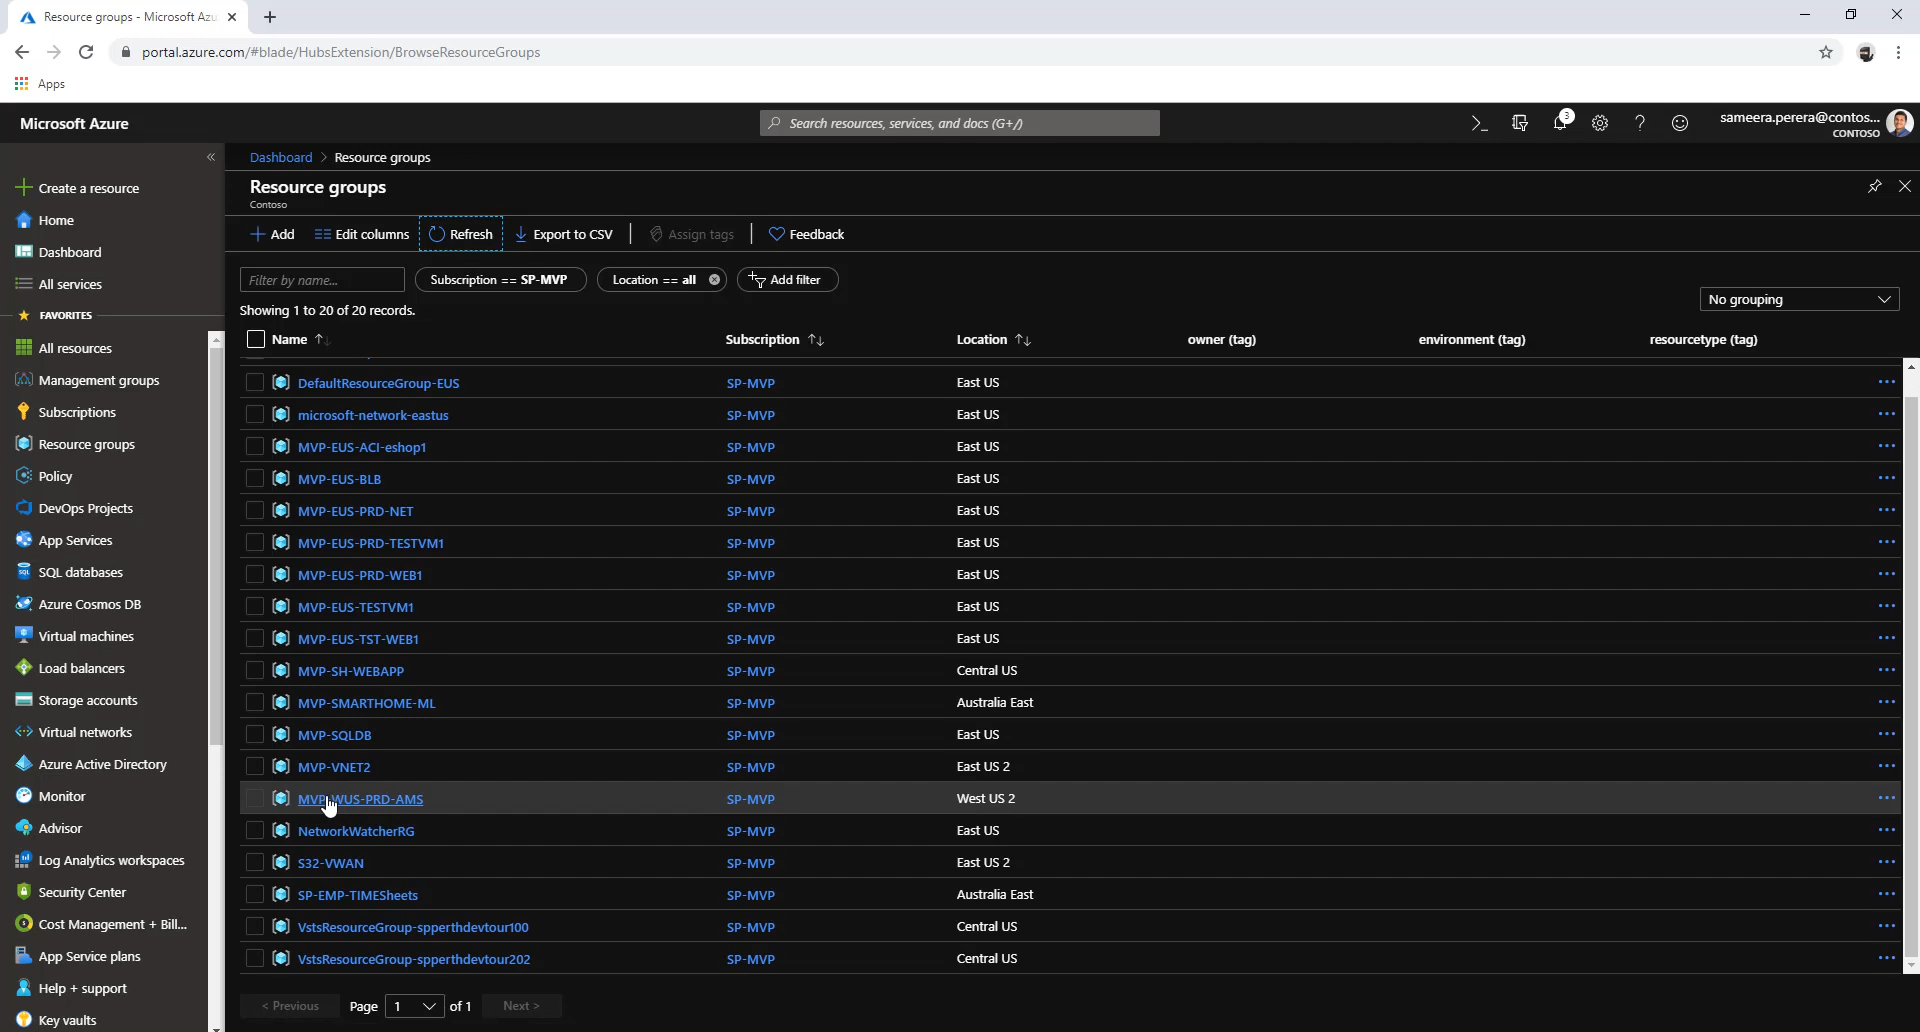 Resource groups - Microsoft Azu
portal.azure.com/#blade/HubsExtension/BrowseResourceGroups
Apps
Microsoft Azure
Search resources, services, and docs (G+/)
3
sameera.perera@contos...
CONTOSO
Create a resource
Home
Dashboard
All services
FAVORITES
All resources
Management groups
Subscriptions
Resource groups
Policy
DevOps Projects
App Services
SQL databases
Azure Cosmos DB
Virtual machines
Load balancers
Storage accounts
Virtual networks
Azure Active Directory
Monitor
Advisor
Log Analytics workspaces
Security Center
Cost Management + Bill...
App Service plans
Help + support
Key vaults
Dashboard > Resource groups
Resource groups
Contoso
Add Edit columns Refresh Export to CSV Assign tags Feedback
Filter by name... Subscription == SP-MVP Location == all Add filter
Showing 1 to 20 of 20 records.
No grouping
Name Subscription Location owner (tag) environment (tag) resourcetype (tag)
DefaultResourceGroup-EUS SP-MVP East US
microsoft-network-eastus SP-MVP East US
MVP-EUS-ACI-eshop1 SP-MVP East US
MVP-EUS-BLB SP-MVP East US
MVP-EUS-PRD-NET SP-MVP East US
MVP-EUS-PRD-TESTVM1 SP-MVP East US
MVP-EUS-PRD-WEB1 SP-MVP East US
MVP-EUS-TESTVM1 SP-MVP East US
MVP-EUS-TST-WEB1 SP-MVP East US
MVP-SH-WEBAPP SP-MVP Central US
MVP-SMARTHOME-ML SP-MVP Australia East
MVP-SQLDB SP-MVP East US
MVP-VNET2 SP-MVP East US 2
MVP-WUS-PRD-AMS SP-MVP West US 2
NetworkWatcherRG SP-MVP East US
S32-VWAN SP-MVP East US 2
SP-EMP-TIMESheets SP-MVP Australia East
VstsResourceGroup-spperthdevtour100 SP-MVP Central US
VstsResourceGroup-spperthdevtour202 SP-MVP Central US
< Previous Page 1 of 1 Next >